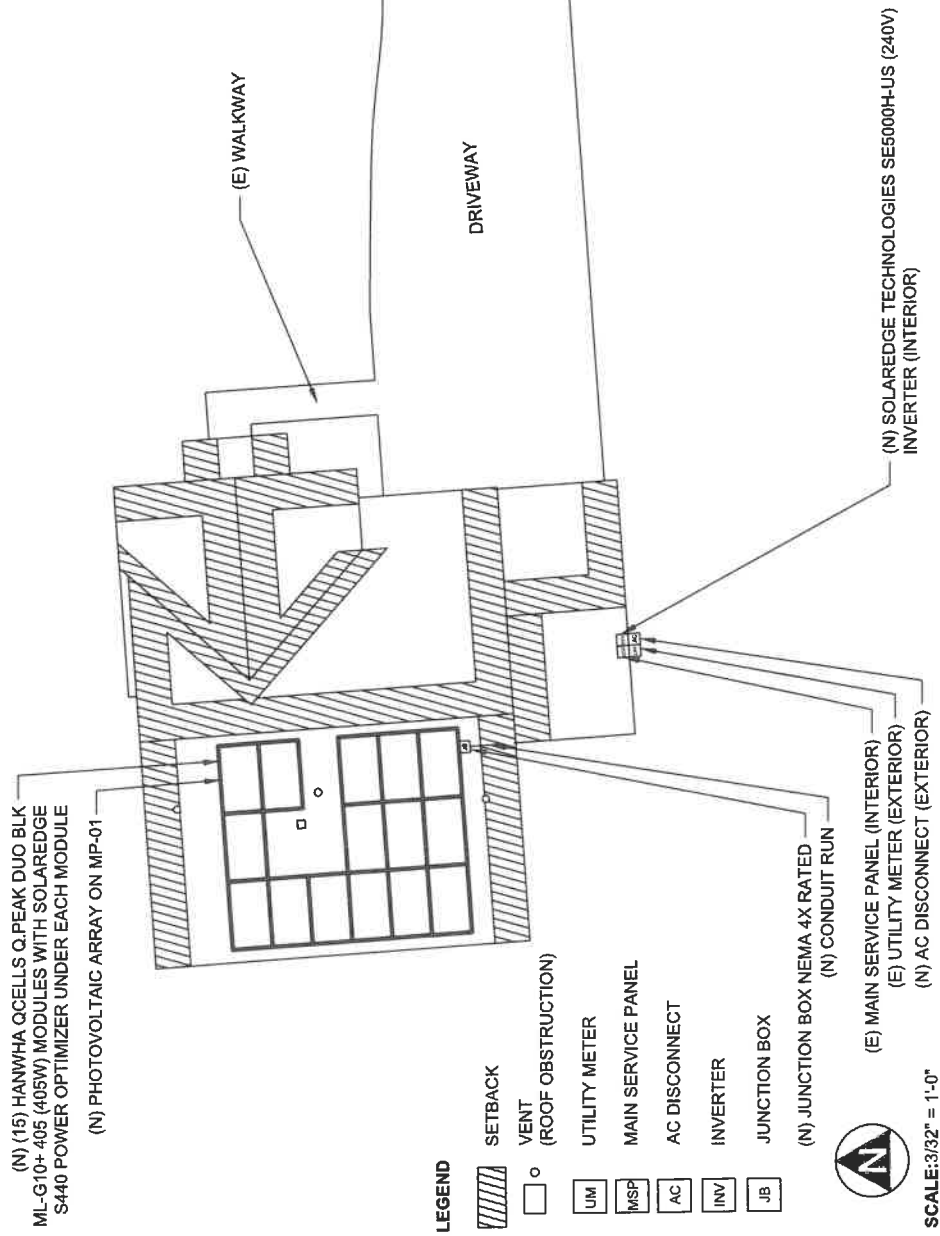 (N) (15) HANWHA QCELLS Q.PEAK DUO BLK
ML-G10+ 405 (405W) MODULES WITH SOLAREDGE
S440 POWER OPTIMIZER UNDER EACH MODULE
(N) PHOTOVOLTAIC ARRAY ON MP-01
(E) WALKWAY
DRIVEWAY
LEGEND
SETBACK
VENT
(ROOF OBSTRUCTION)
UM UTILITY METER
MSP MAIN SERVICE PANEL
AC AC DISCONNECT
INV INVERTER
JB JUNCTION BOX
JB
AC
(N) JUNCTION BOX NEMA 4X RATED
(N) CONDUIT RUN
(E) MAIN SERVICE PANEL (INTERIOR)
(E) UTILITY METER (EXTERIOR)
(N) AC DISCONNECT (EXTERIOR)
(N) SOLAREDGE TECHNOLOGIES SE5000H-US (240V)
INVERTER (INTERIOR)
N
SCALE:3/32" = 1'-0"